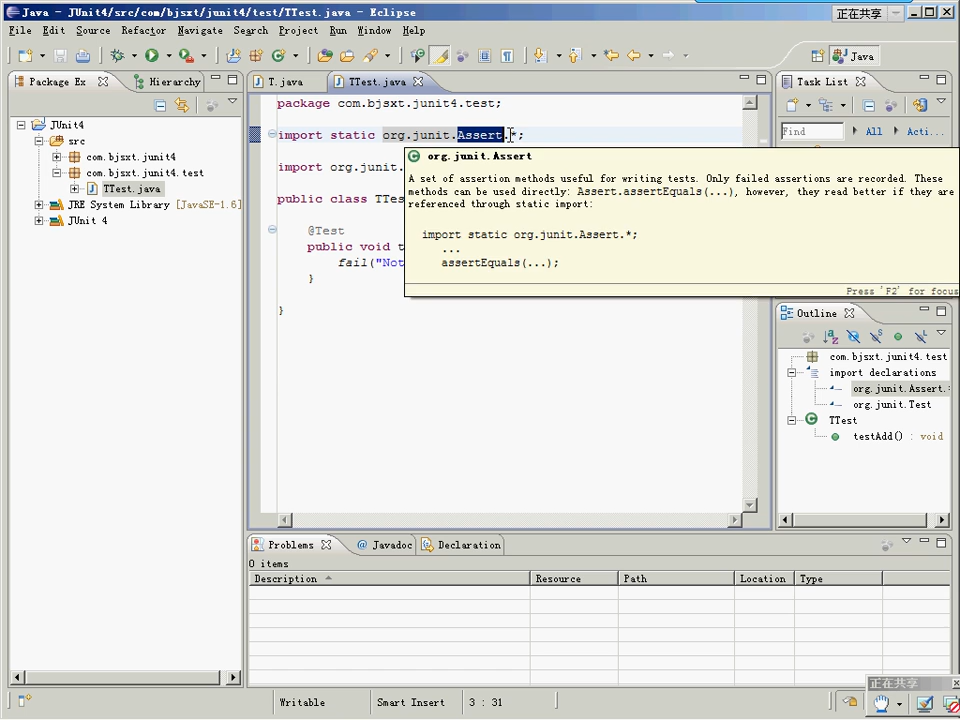 Java - JUnit4/src/com/bjsxt/junit4/test/TTest.java - Eclipse
正在共享
File Edit Source Refactor Navigate Search Project Run Window Help
Java
Package Ex
Hierarchy
T.java
TTest.java
Task List
Find
All
Acti...
JUnit4
src
com.bjsxt.junit4
com.bjsxt.junit4.test
TTest.java
JRE System Library [JavaSE-1.6]
JUnit 4
package com.bjsxt.junit4.test;
import static org.junit.Assert.*;
import org.junit.
public class TTes
@Test
public void t
fail("Not
}
}
org.junit.Assert
A set of assertion methods useful for writing tests. Only failed assertions are recorded. These
methods can be used directly: Assert.assertEquals(...), however, they read better if they are
referenced through static import:
import static org.junit.Assert.*;
...
assertEquals(...);
Press 'F2' for focus
Outline
com.bjsxt.junit4.test
import declarations
org.junit.Assert.*
org.junit.Test
TTest
testAdd() : void
Problems
@ Javadoc
Declaration
0 items
Description
Resource
Path
Location
Type
Writable
Smart Insert
3 : 31
正在共享